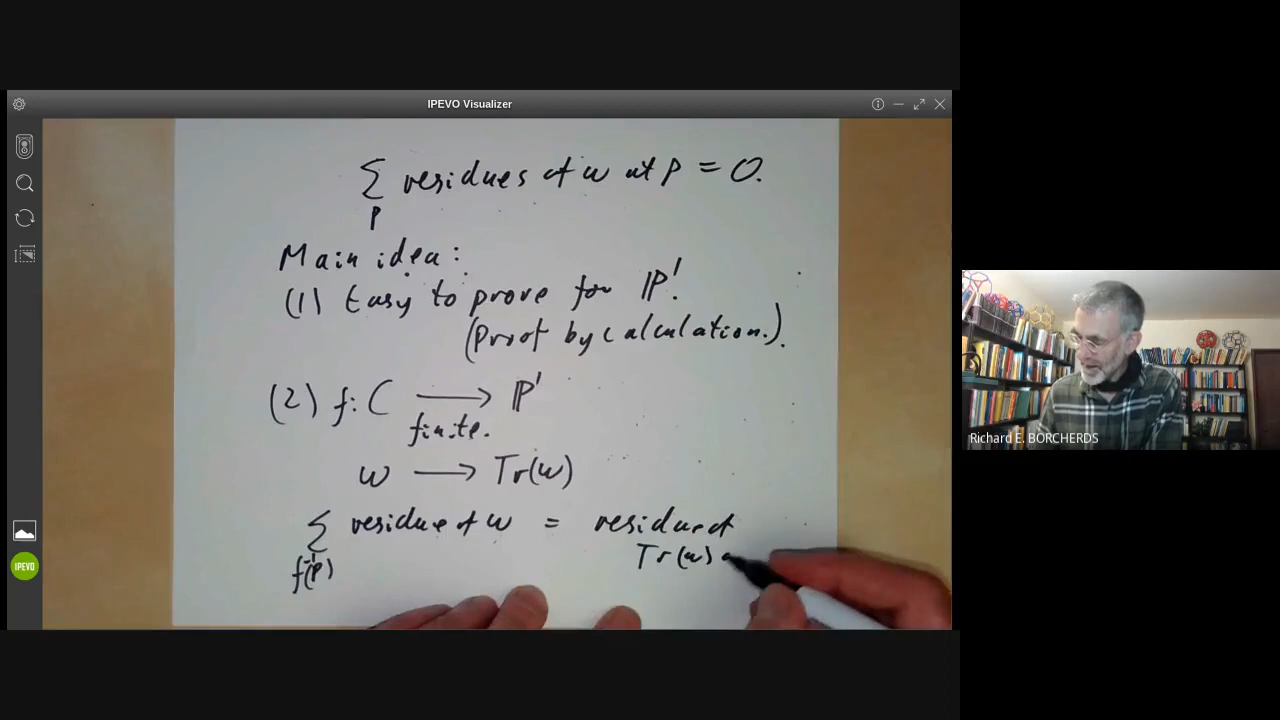 IPEVO Visualizer
∑ residues of ω at p = 0.
p
Main idea:
(1) Easy to prove for ℙ¹.
(Proof by calculation.).
(2) f: C ⟶ ℙ¹
finite.
ω ⟶ Tr(ω)
∑ residue of ω = residue of
f⁻¹(p) Tr(ω)
IPEVO
Richard E. BORCHERDS